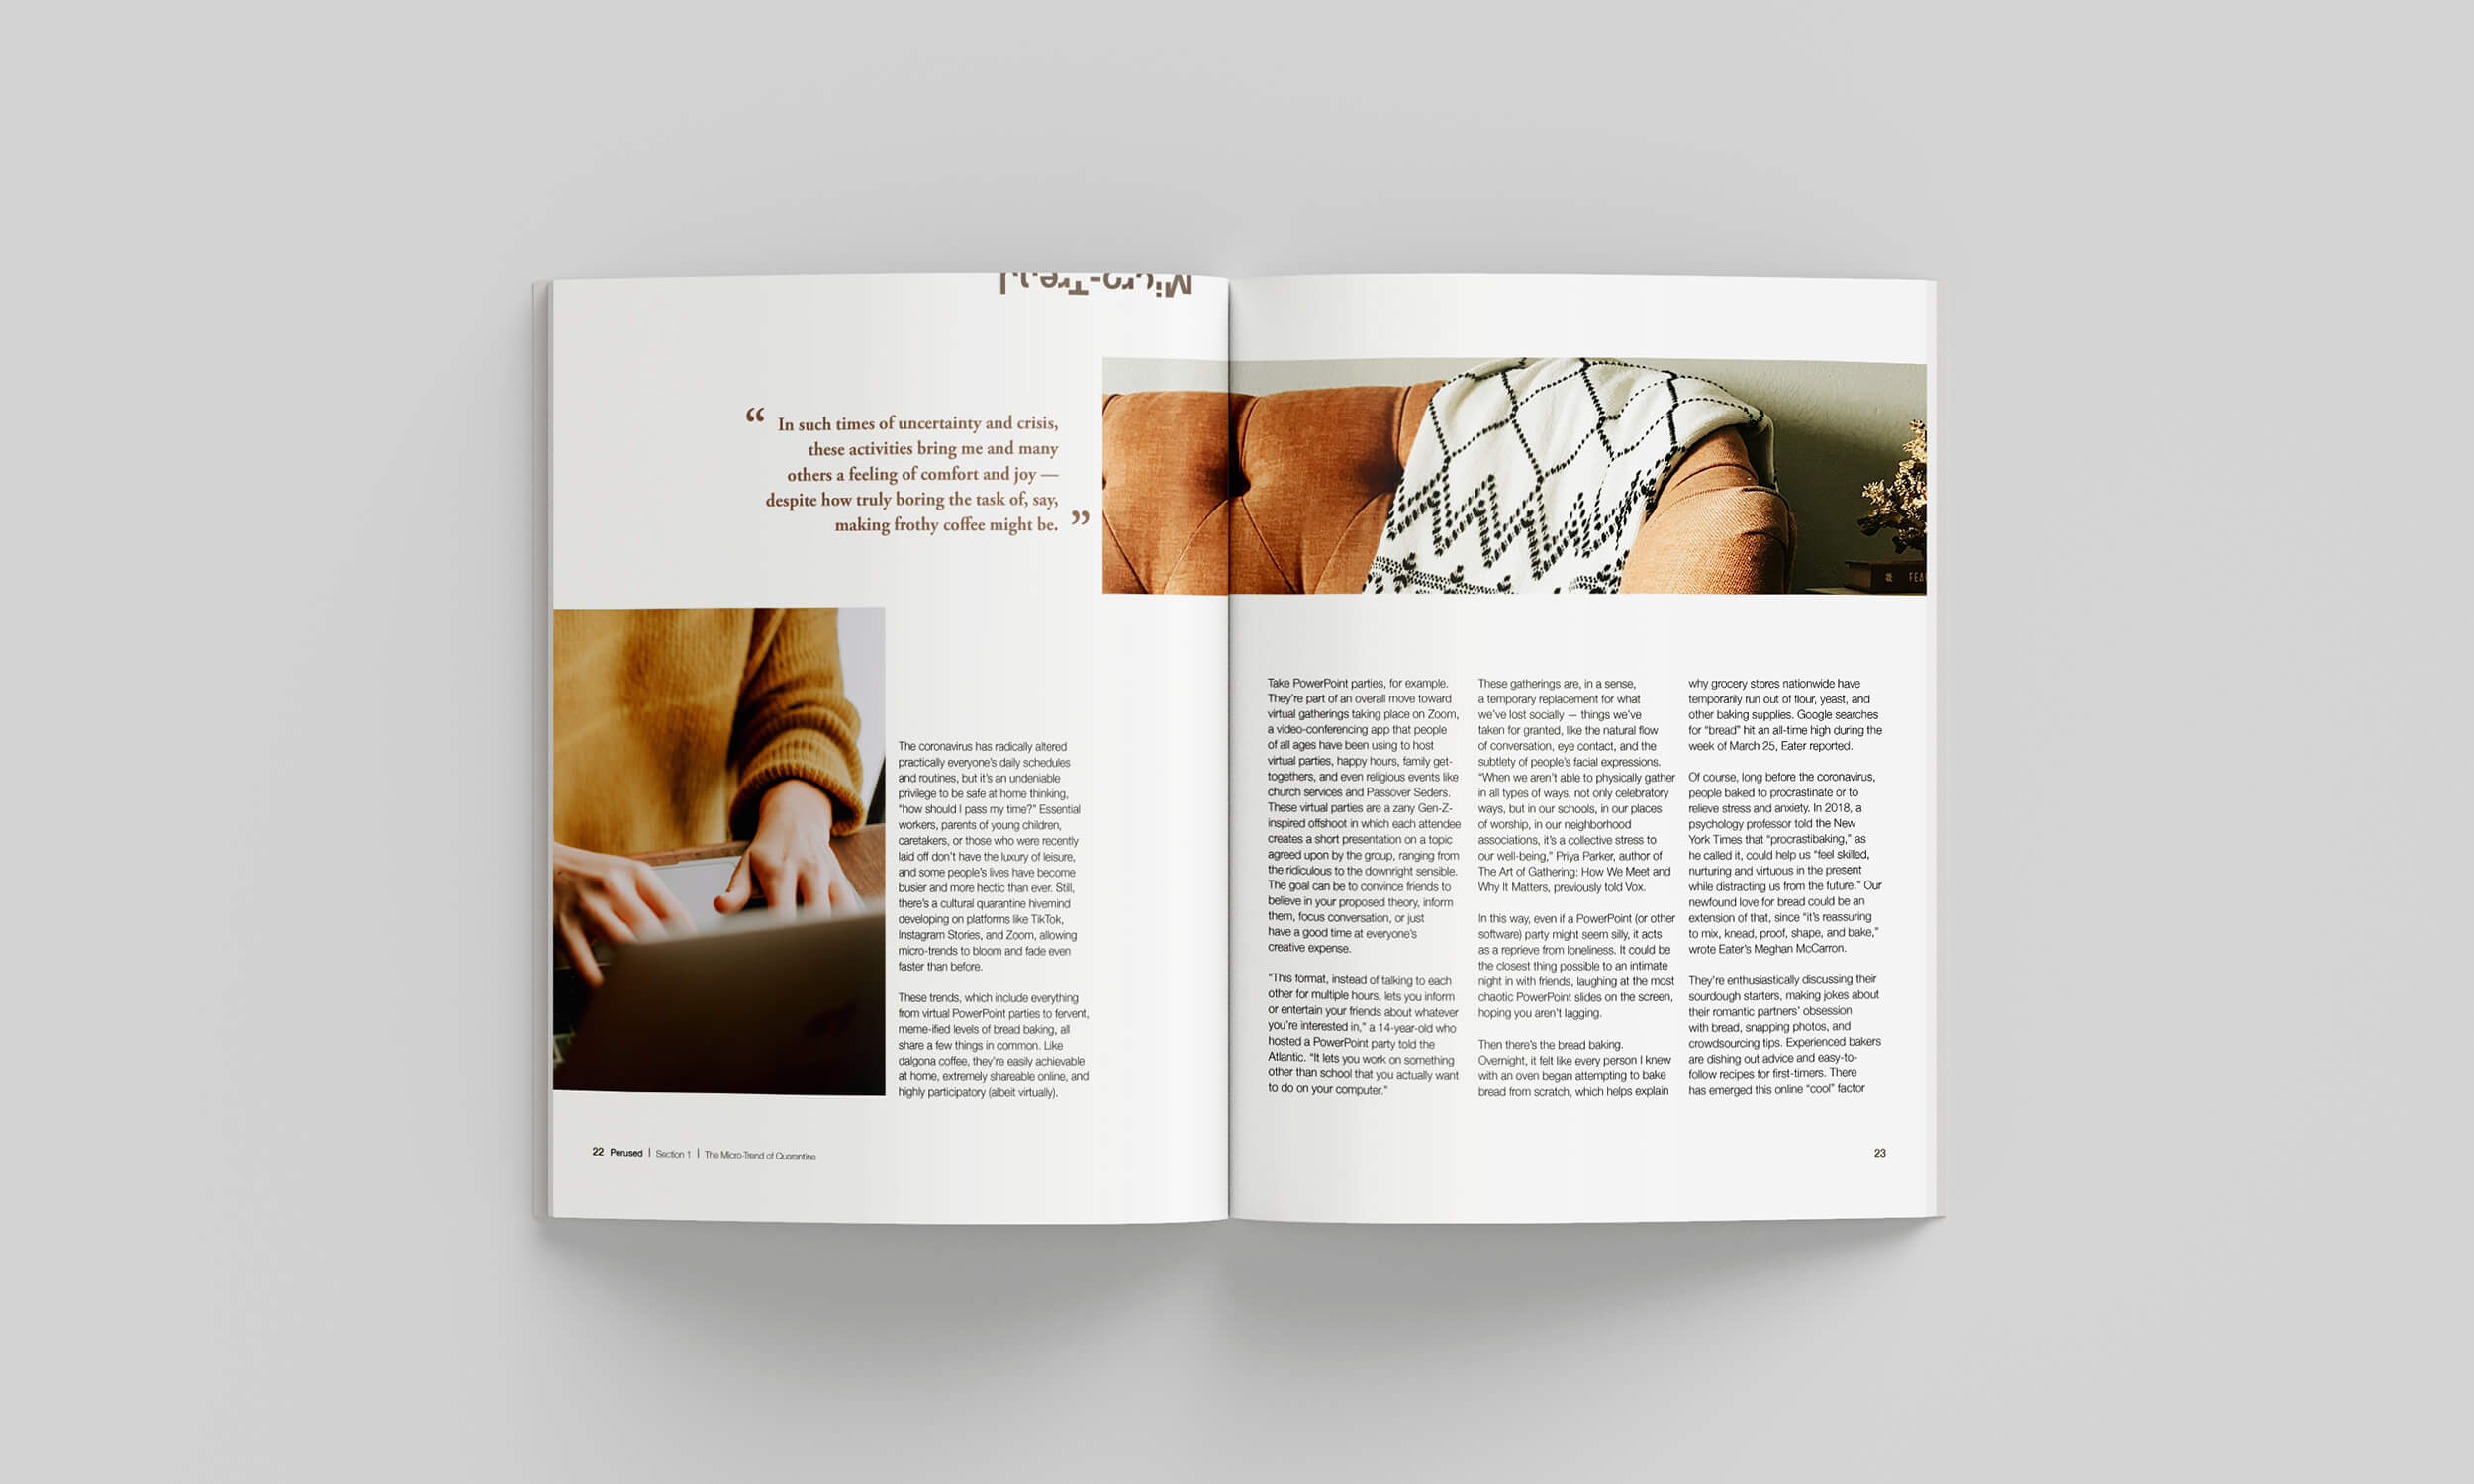 Micro-Trend
“ In such times of uncertainty and crisis,
these activities bring me and many
others a feeling of comfort and joy —
despite how truly boring the task of, say,
making frothy coffee might be. ”
The coronavirus has radically altered
practically everyone’s daily schedules
and routines, but it’s an undeniable
privilege to be safe at home thinking,
“how should I pass my time?” Essential
workers, parents of young children,
caretakers, or those who were recently
laid off don’t have the luxury of leisure,
and some people’s lives have become
busier and more hectic than ever. Still,
there’s a cultural quarantine hivemind
developing on platforms like TikTok,
Instagram Stories, and Zoom, allowing
micro-trends to bloom and fade even
faster than before.
These trends, which include everything
from virtual PowerPoint parties to fervent,
meme-ified levels of bread baking, all
share a few things in common. Like
dalgona coffee, they’re easily achievable
at home, extremely shareable online, and
highly participatory (albeit virtually).
22 Perused | Section 1 | The Micro-Trend of Quarantine
Take PowerPoint parties, for example.
They’re part of an overall move toward
virtual gatherings taking place on Zoom,
a video-conferencing app that people
of all ages have been using to host
virtual parties, happy hours, family get-
togethers, and even religious events like
church services and Passover Seders.
These virtual parties are a zany Gen-Z-
inspired offshoot in which each attendee
creates a short presentation on a topic
agreed upon by the group, ranging from
the ridiculous to the downright sensible.
The goal can be to convince friends to
believe in your proposed theory, inform
them, focus conversation, or just
have a good time at everyone’s
creative expense.
“This format, instead of talking to each
other for multiple hours, lets you inform
or entertain your friends about whatever
you’re interested in,” a 14-year-old who
hosted a PowerPoint party told the
Atlantic. “It lets you work on something
other than school that you actually want
to do on your computer.”
These gatherings are, in a sense,
a temporary replacement for what
we’ve lost socially — things we’ve
taken for granted, like the natural flow
of conversation, eye contact, and the
subtlety of people’s facial expressions.
“When we aren’t able to physically gather
in all types of ways, not only celebratory
ways, but in our schools, in our places
of worship, in our neighborhood
associations, it’s a collective stress to
our well-being,” Priya Parker, author of
The Art of Gathering: How We Meet and
Why It Matters, previously told Vox.
In this way, even if a PowerPoint (or other
software) party might seem silly, it acts
as a reprieve from loneliness. It could be
the closest thing possible to an intimate
night in with friends, laughing at the most
chaotic PowerPoint slides on the screen,
hoping you aren’t lagging.
Then there’s the bread baking.
Overnight, it felt like every person I knew
with an oven began attempting to bake
bread from scratch, which helps explain
why grocery stores nationwide have
temporarily run out of flour, yeast, and
other baking supplies. Google searches
for “bread” hit an all-time high during the
week of March 25, Eater reported.
Of course, long before the coronavirus,
people baked to procrastinate or to
relieve stress and anxiety. In 2018, a
psychology professor told the New
York Times that “procrastibaking,” as
he called it, could help us “feel skilled,
nurturing and virtuous in the present
while distracting us from the future.” Our
newfound love for bread could be an
extension of that, since “it’s reassuring
to mix, knead, proof, shape, and bake,”
wrote Eater’s Meghan McCarron.
They’re enthusiastically discussing their
sourdough starters, making jokes about
their romantic partners’ obsession
with bread, snapping photos, and
crowdsourcing tips. Experienced bakers
are dishing out advice and easy-to-
follow recipes for first-timers. There
has emerged this online “cool” factor
23